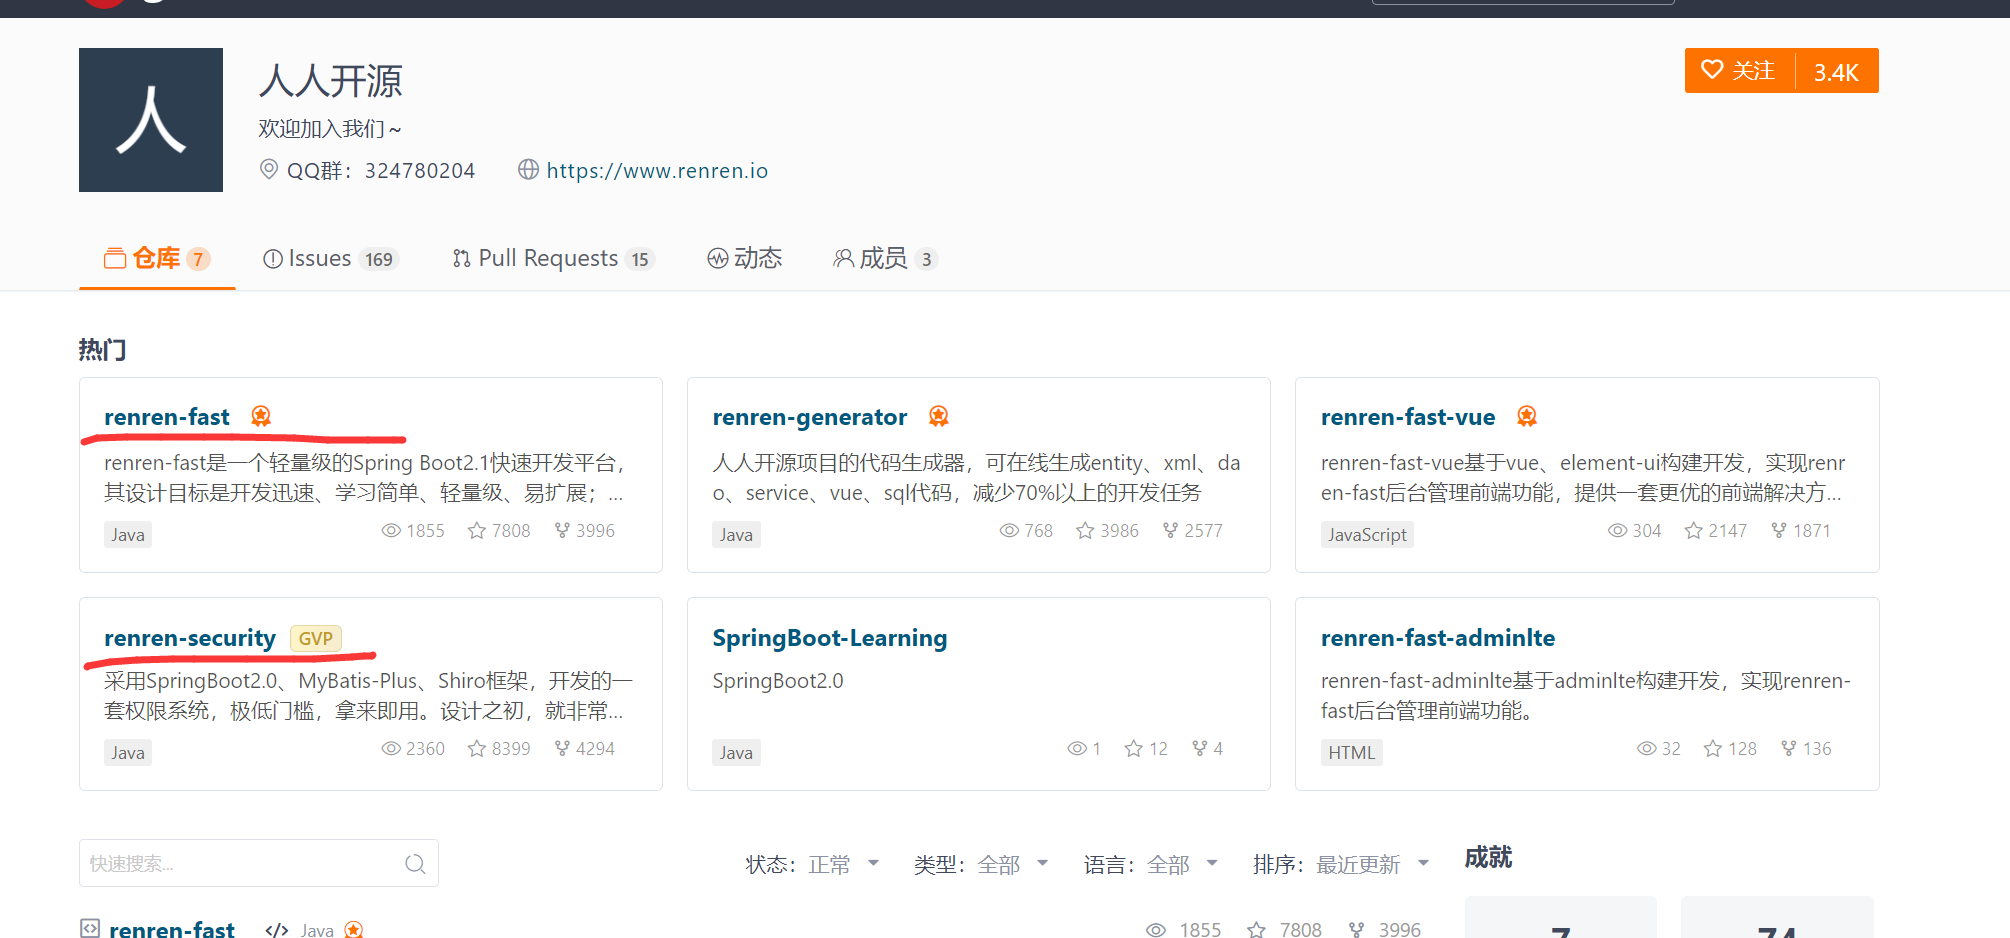 人
人人开源
欢迎加入我们～
QQ群：324780204 https://www.renren.io
关注 3.4K
仓库 7 Issues 169 Pull Requests 15 动态 成员 3
热门
renren-fast
renren-fast是一个轻量级的Spring Boot2.1快速开发平台，
其设计目标是开发迅速、学习简单、轻量级、易扩展；...
Java 1855 7808 3996
renren-generator
人人开源项目的代码生成器，可在线生成entity、xml、da
o、service、vue、sql代码，减少70%以上的开发任务
Java 768 3986 2577
renren-fast-vue
renren-fast-vue基于vue、element-ui构建开发，实现renr
en-fast后台管理前端功能，提供一套更优的前端解决方...
JavaScript 304 2147 1871
renren-security GVP
采用SpringBoot2.0、MyBatis-Plus、Shiro框架，开发的一
套权限系统，极低门槛，拿来即用。设计之初，就非常...
Java 2360 8399 4294
SpringBoot-Learning
SpringBoot2.0
Java 1 12 4
renren-fast-adminlte
renren-fast-adminlte基于adminlte构建开发，实现renren-
fast后台管理前端功能。
HTML 32 128 136
快速搜索... 状态：正常 类型：全部 语言：全部 排序：最近更新
成就
renren-fast </> Java 1855 7808 3996
7 74